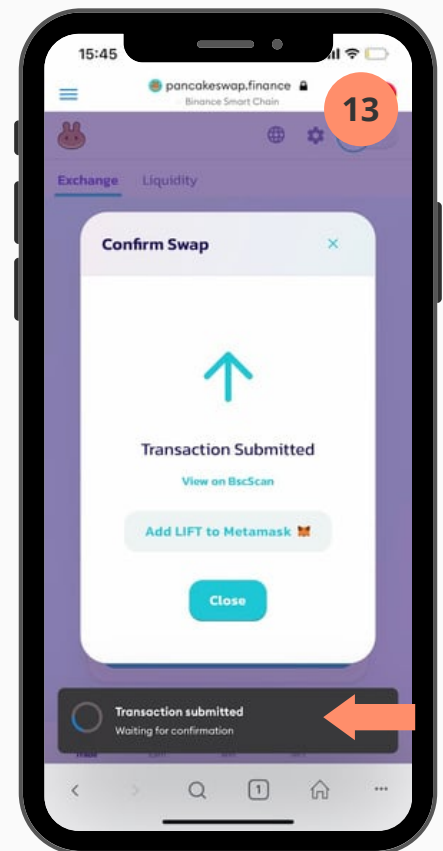 15:45
pancakeswap.finance
Binance Smart Chain
13
Exchange Liquidity
Confirm Swap
Transaction Submitted
View on BscScan
Add LIFT to Metamask
Close
Transaction submitted
Waiting for confirmation
Trade
1